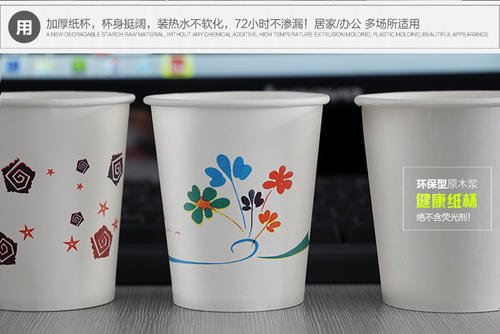 用
加厚纸杯，杯身挺阔，装热水不软化，72小时不渗漏！居家/办公 多场所适用
A NEW DEGRADABLE STARCH RAW MATERIAL, WITHOUT ANY CHEMICAL ADDITIVE, HIGH TEMPERATURE EXTRUSION MOLDING, PLASTIC MOLDING, BEAUTIFUL APPEARANCE
环保型原木浆
健康纸杯
绝不含荧光剂！